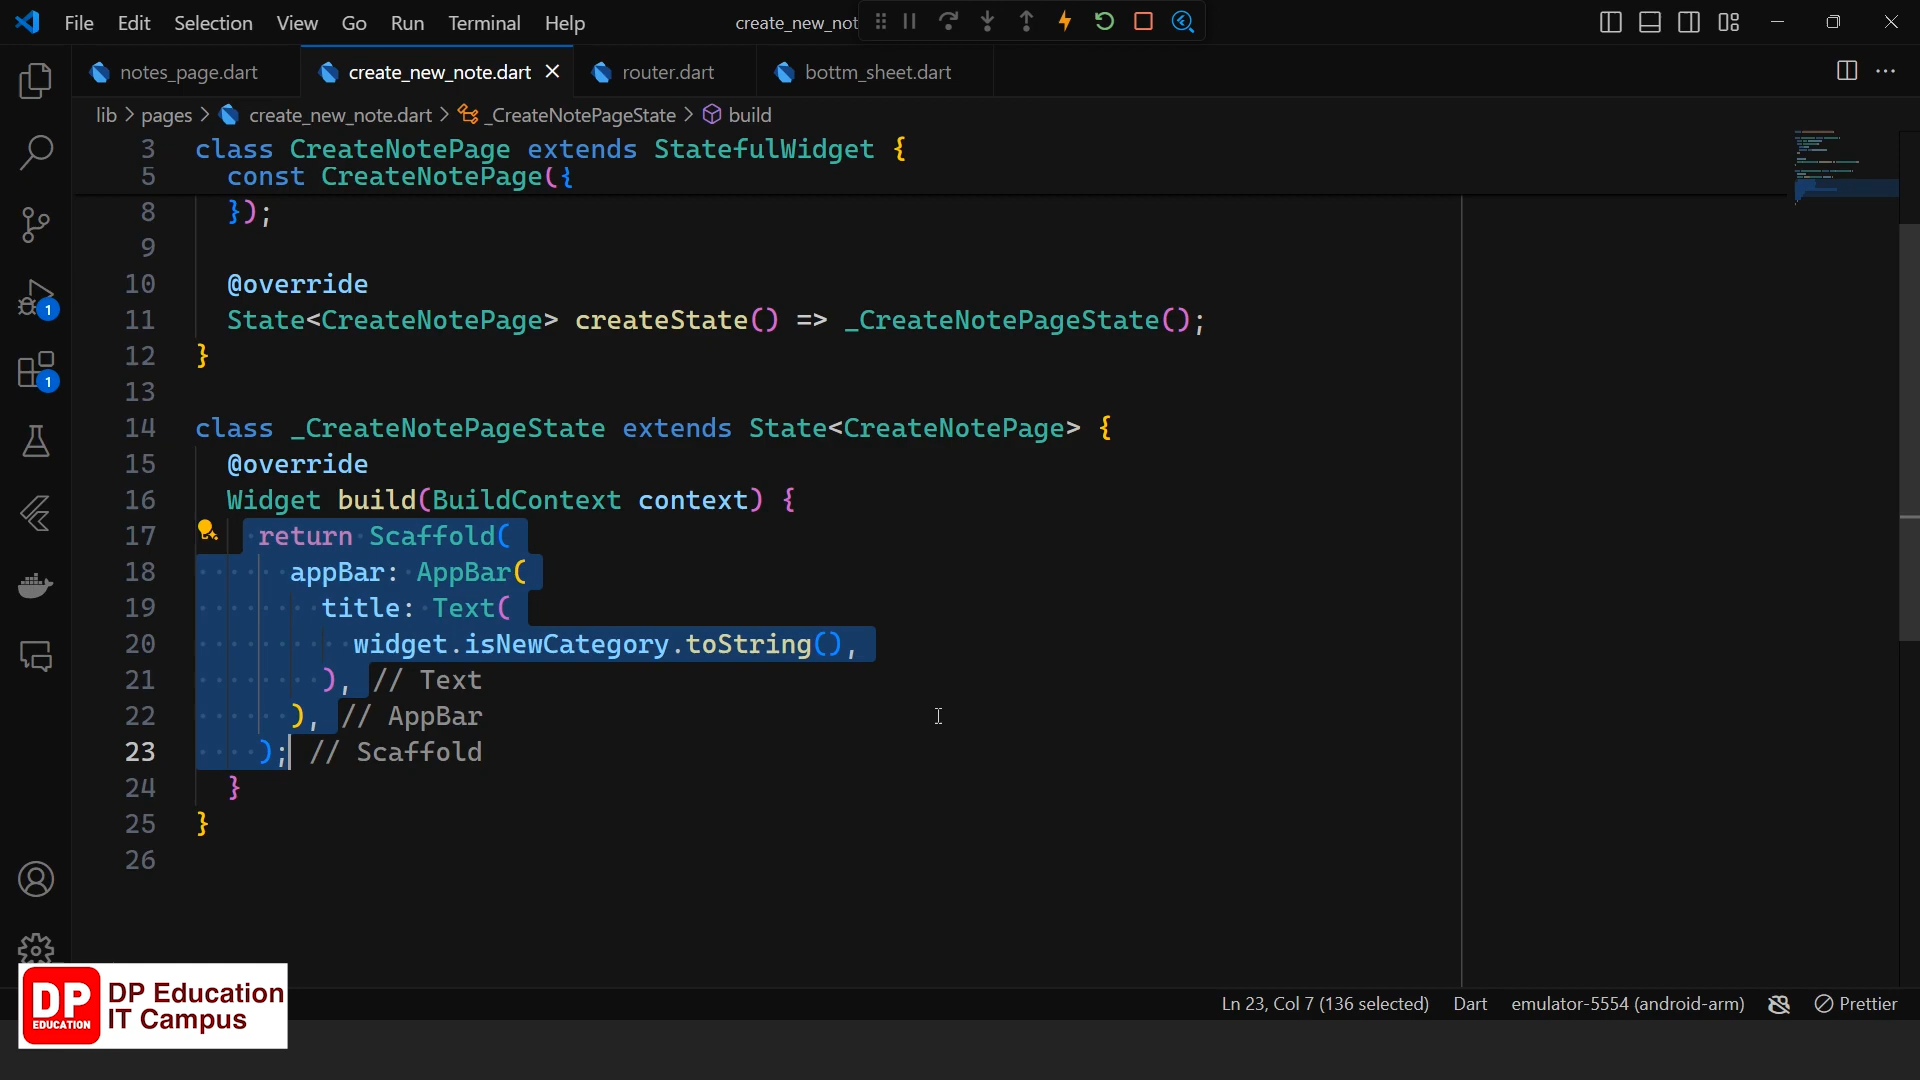 File Edit Selection View Go Run Terminal Help create_new_not
notes_page.dart create_new_note.dart router.dart bottm_sheet.dart
lib > pages > create_new_note.dart > _CreateNotePageState > build
3 class CreateNotePage extends StatefulWidget {
5 const CreateNotePage({
8 });
9
10 @override
11 State<CreateNotePage> createState() => _CreateNotePageState();
12 }
13
14 class _CreateNotePageState extends State<CreateNotePage> {
15 @override
16 Widget build(BuildContext context) {
17 return Scaffold(
18 appBar: AppBar(
19 title: Text(
20 widget.isNewCategory.toString(),
21 ), // Text
22 ), // AppBar
23 ); // Scaffold
24 }
25 }
26
1
1
DP EDUCATION
DP Education
IT Campus
Ln 23, Col 7 (136 selected) Dart emulator-5554 (android-arm) Prettier